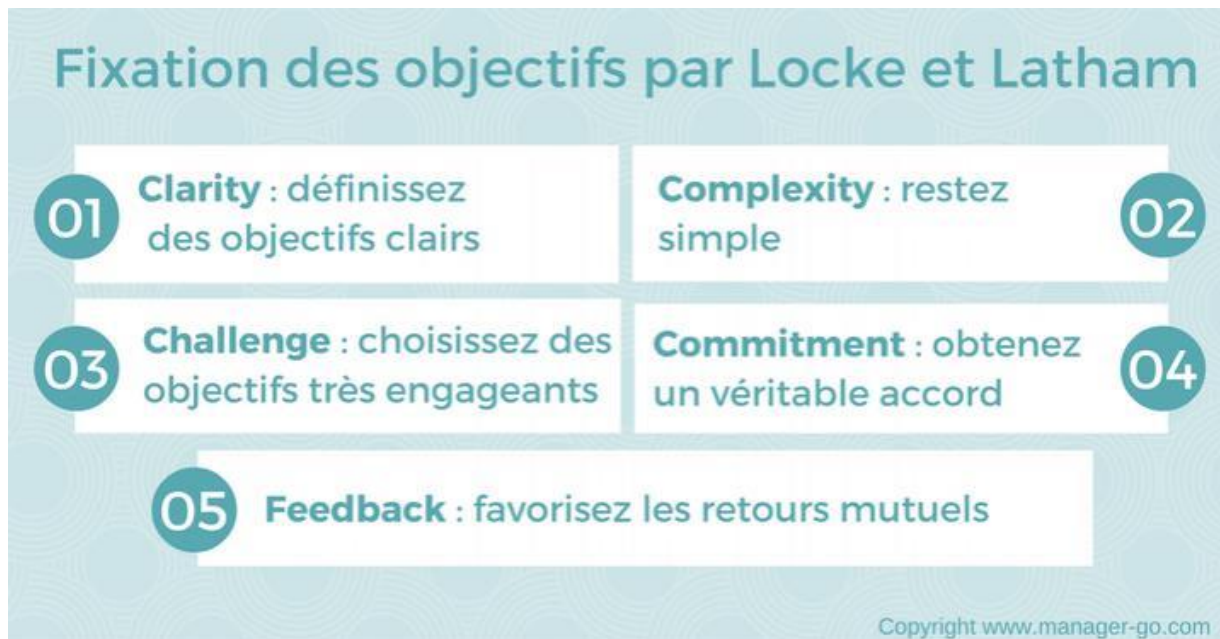 Fixation des objectifs par Locke et Latham
01
Clarity : définissez
des objectifs clairs
Complexity : restez
simple
02
03
Challenge : choisissez des
objectifs très engageants
Commitment : obtenez
un véritable accord
04
05
Feedback : favorisez les retours mutuels
Copyright www.manager-go.com